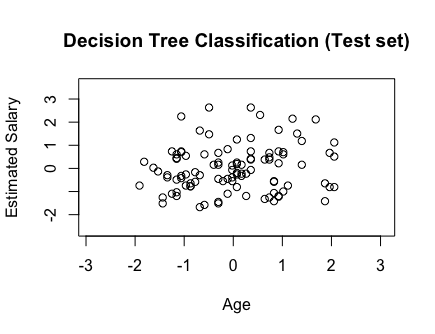 Decision Tree Classification (Test set)
Estimated Salary
3
2
1
0
-2
-3 -2 -1 0 1 2 3
Age